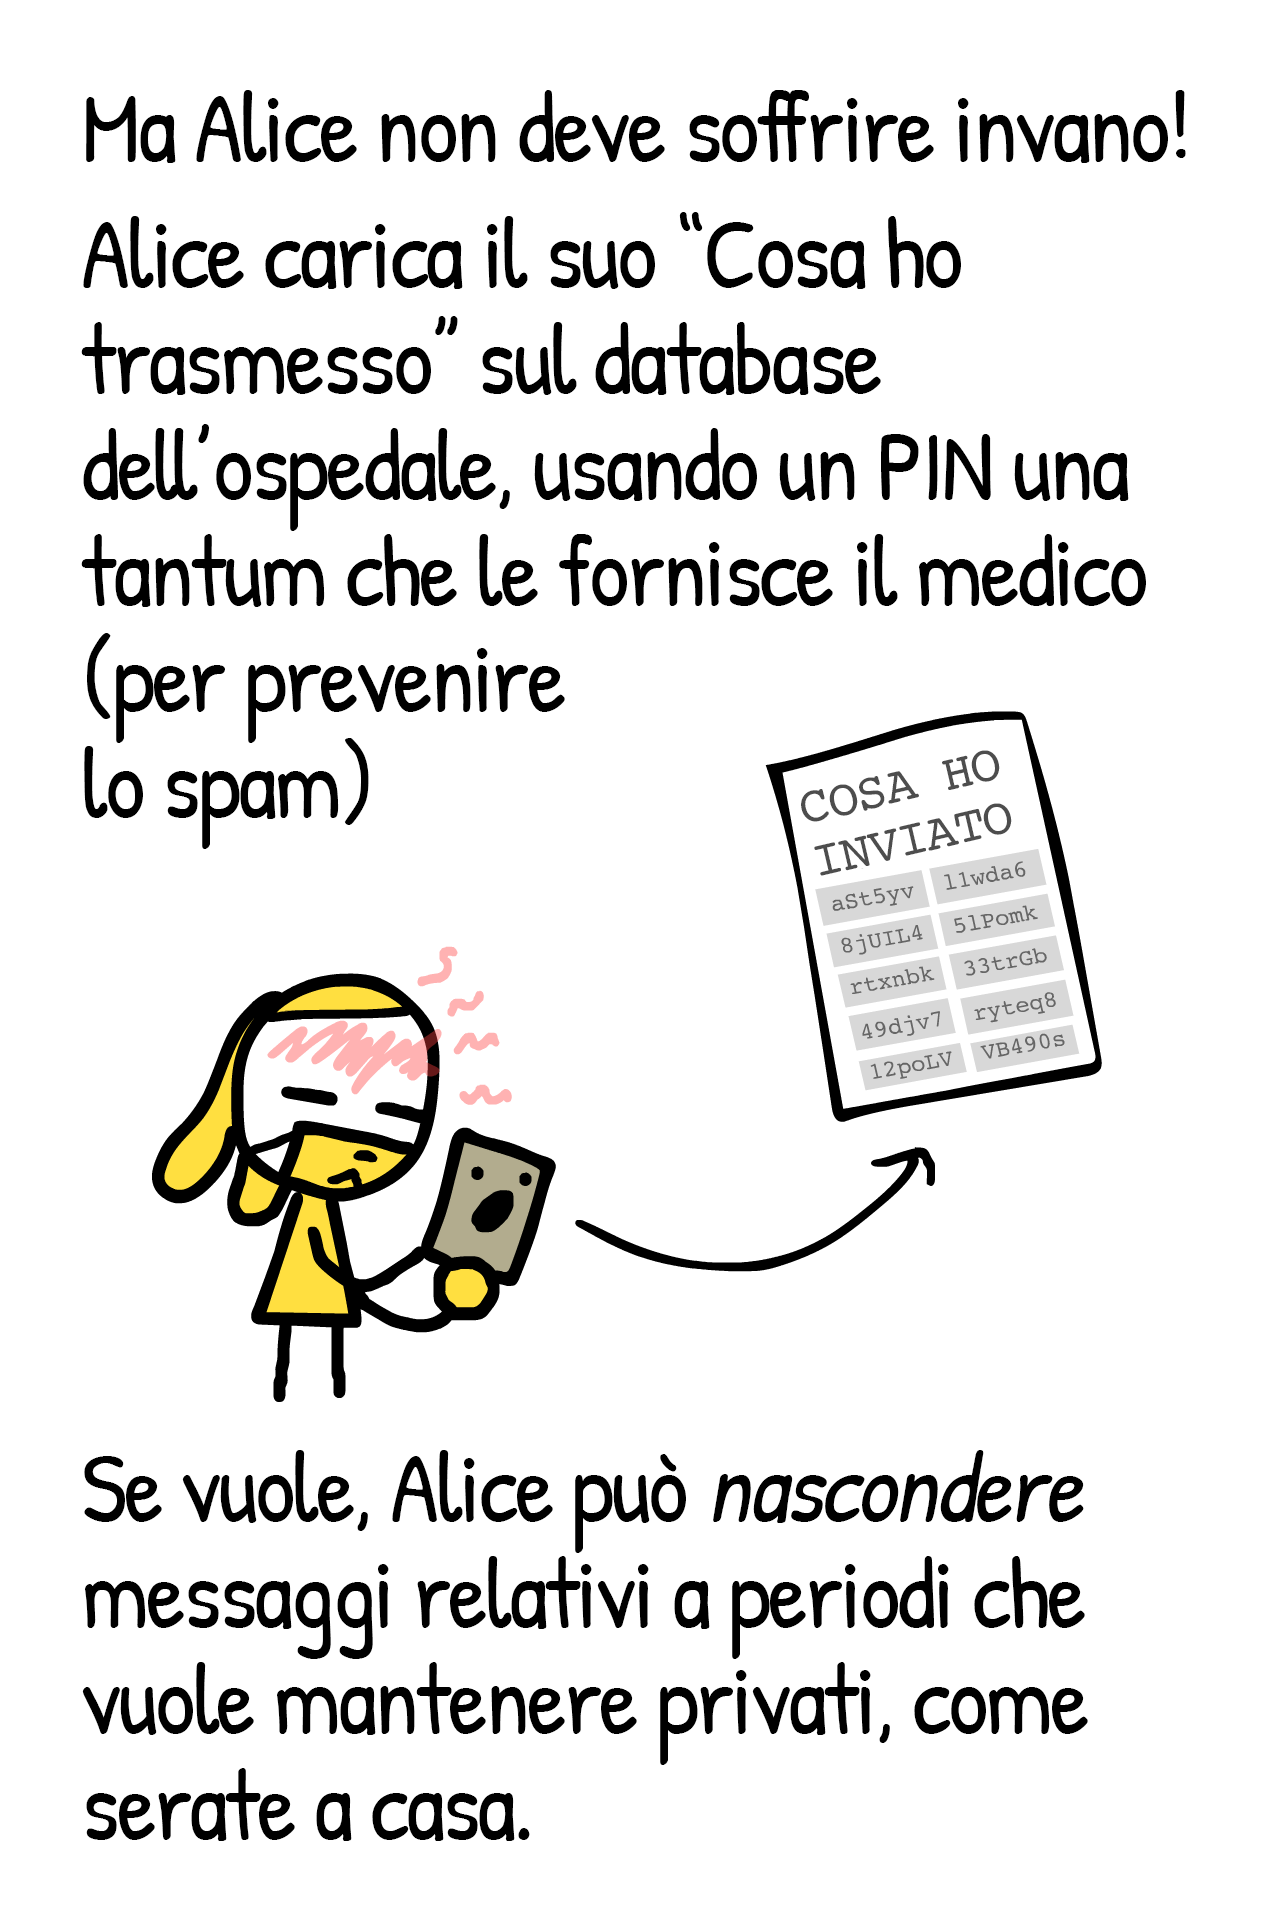 Ma Alice non deve soffrire invano!
Alice carica il suo “Cosa ho
trasmesso” sul database
dell’ospedale, usando un PIN una
tantum che le fornisce il medico
(per prevenire
lo spam)
COSA HO
INVIATO
aSt5yv llwda6
8jUIL4 5lPomk
rtxnbk 33trGb
49djv7 ryteq8
12poLV VB490s
Se vuole, Alice può nascondere
messaggi relativi a periodi che
vuole mantenere privati, come
serate a casa.